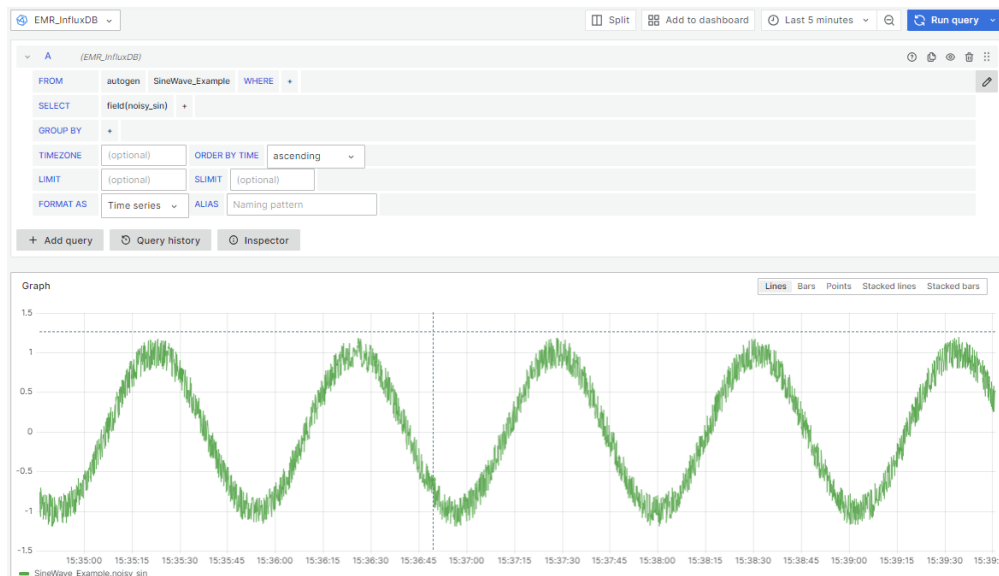 EMR_InfluxDB Split Add to dashboard Last 5 minutes Run query
A (EMR_InfluxDB)
FROM autogen SineWave_Example WHERE +
SELECT field(noisy_sin) +
GROUP BY +
TIMEZONE (optional) ORDER BY TIME ascending
LIMIT (optional) SLIMIT (optional)
FORMAT AS Time series ALIAS Naming pattern
+ Add query Query history Inspector
Graph Lines Bars Points Stacked lines Stacked bars
1.5
1
0.5
0
-0.5
-1
-1.5
15:35:00 15:35:15 15:35:30 15:35:45 15:36:00 15:36:15 15:36:30 15:36:45 15:37:00 15:37:15 15:37:30 15:37:45 15:38:00 15:38:15 15:38:30 15:38:45 15:39:00 15:39:15 15:39:30 15:39:
SineWave_Example.noisy_sin